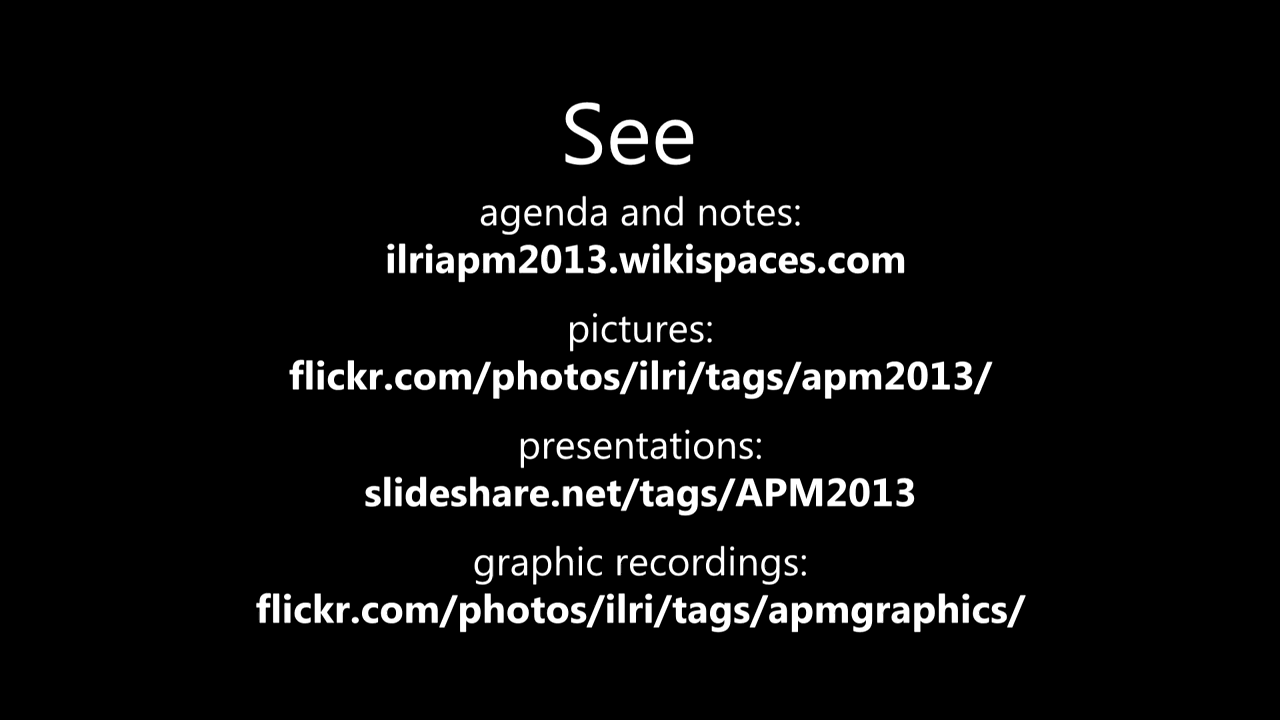 See
agenda and notes:
ilriapm2013.wikispaces.com
pictures:
flickr.com/photos/ilri/tags/apm2013/
presentations:
slideshare.net/tags/APM2013
graphic recordings:
flickr.com/photos/ilri/tags/apmgraphics/